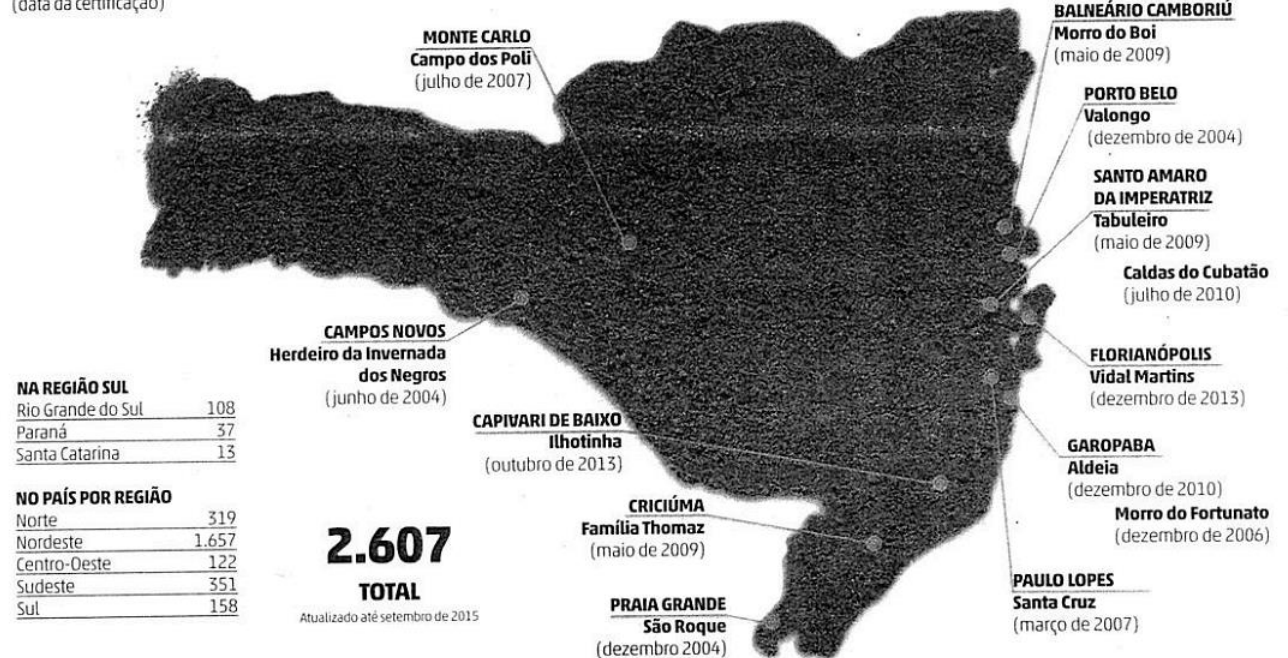 (data da certificação)
MONTE CARLO
Campo dos Poli
(julho de 2007)
BALNEÁRIO CAMBORIÚ
Morro do Boi
(maio de 2009)
PORTO BELO
Valongo
(dezembro de 2004)
SANTO AMARO
DA IMPERATRIZ
Tabuleiro
(maio de 2009)
Caldas do Cubatão
(julho de 2010)
FLORIANÓPOLIS
Vidal Martins
(dezembro de 2013)
GAROPABA
Aldeia
(dezembro de 2010)
Morro do Fortunato
(dezembro de 2006)
PAULO LOPES
Santa Cruz
(março de 2007)
CAMPOS NOVOS
Herdeiro da Invernada
dos Negros
(junho de 2004)
CAPIVARI DE BAIXO
Ilhotinha
(outubro de 2013)
CRICIÚMA
Família Thomaz
(maio de 2009)
PRAIA GRANDE
São Roque
(dezembro 2004)
NA REGIÃO SUL
Rio Grande do Sul 108
Paraná 37
Santa Catarina 13
NO PAÍS POR REGIÃO
Norte 319
Nordeste 1.657
Centro-Oeste 122
Sudeste 351
Sul 158
2.607
TOTAL
Atualizado até setembro de 2015